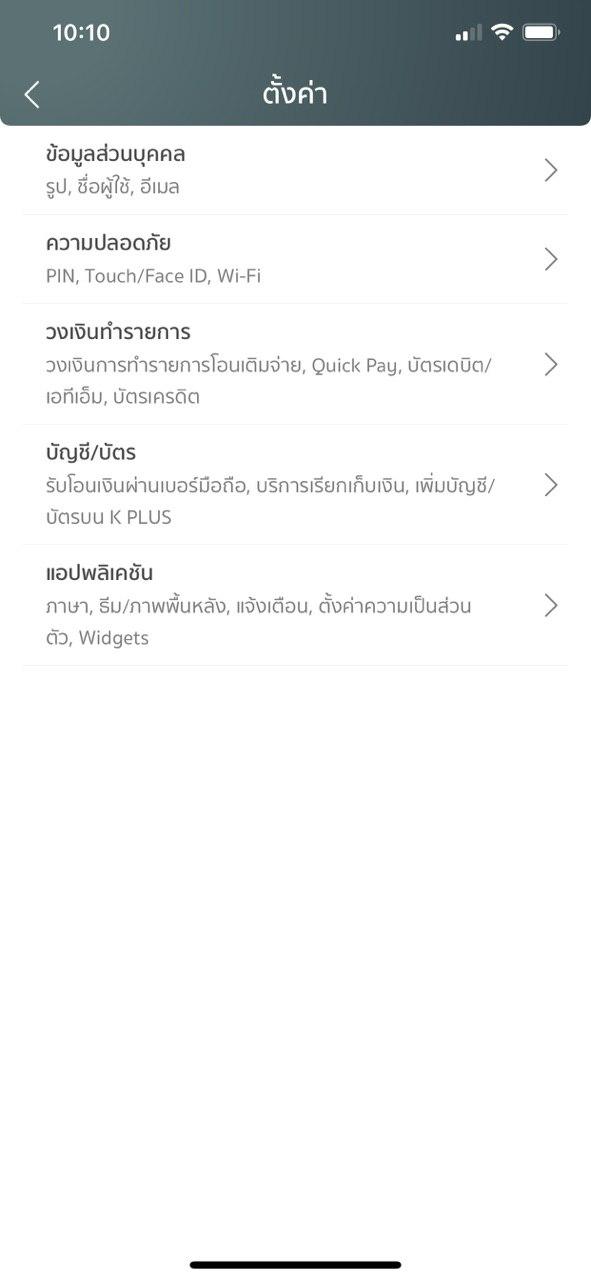 10:10
ตั้งค่า
ข้อมูลส่วนบุคคล
รูป, ชื่อผู้ใช้, อีเมล
ความปลอดภัย
PIN, Touch/Face ID, Wi-Fi
วงเงินทำรายการ
วงเงินการทำรายการโอนเติมจ่าย, Quick Pay, บัตรเดบิต/
เอทีเอ็ม, บัตรเครดิต
บัญชี/บัตร
รับโอนเงินผ่านเบอร์มือถือ, บริการเรียกเก็บเงิน, เพิ่มบัญชี/
บัตรบน K PLUS
แอปพลิเคชัน
ภาษา, ธีม/ภาพพื้นหลัง, แจ้งเตือน, ตั้งค่าความเป็นส่วน
ตัว, Widgets